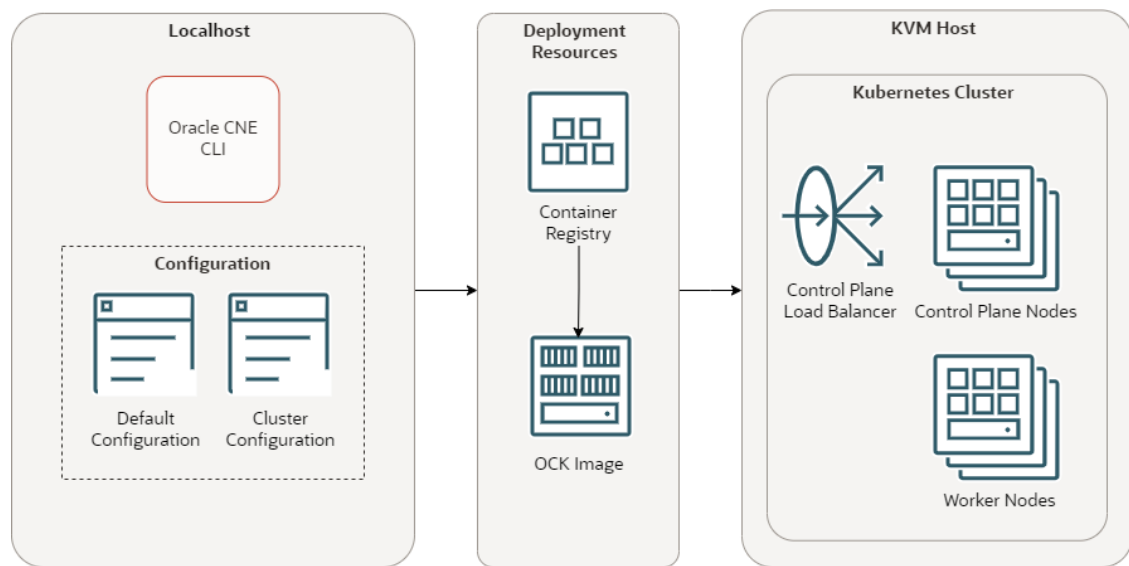 Localhost
Oracle CNE
CLI
Configuration
Default
Configuration
Cluster
Configuration
Deployment
Resources
Container
Registry
OCK Image
KVM Host
Kubernetes Cluster
Control Plane
Load Balancer
Control Plane Nodes
Worker Nodes